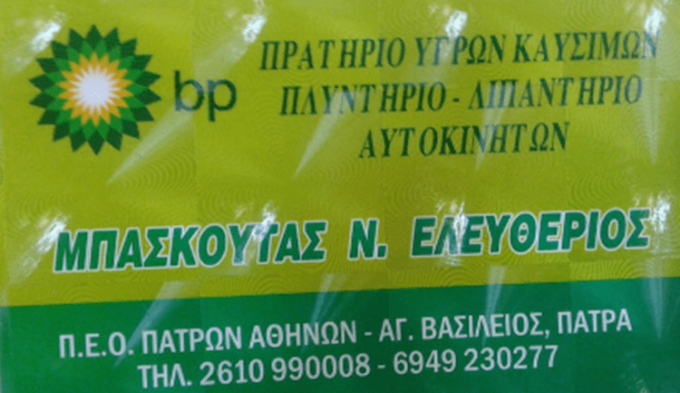 bp
ΠΡΑΤΗΡΙΟ ΥΓΡΩΝ ΚΑΥΣΙΜΩΝ
ΠΛΥΝΤΗΡΙΟ - ΛΙΠΑΝΤΗΡΙΟ
ΑΥΤΟΚΙΝΗΤΩΝ
ΜΠΑΣΚΟΥΤΑΣ Ν. ΕΛΕΥΘΕΡΙΟΣ
Π.Ε.Ο. ΠΑΤΡΩΝ ΑΘΗΝΩΝ - ΑΓ. ΒΑΣΙΛΕΙΟΣ, ΠΑΤΡΑ
ΤΗΛ. 2610 990008 - 6949 230277